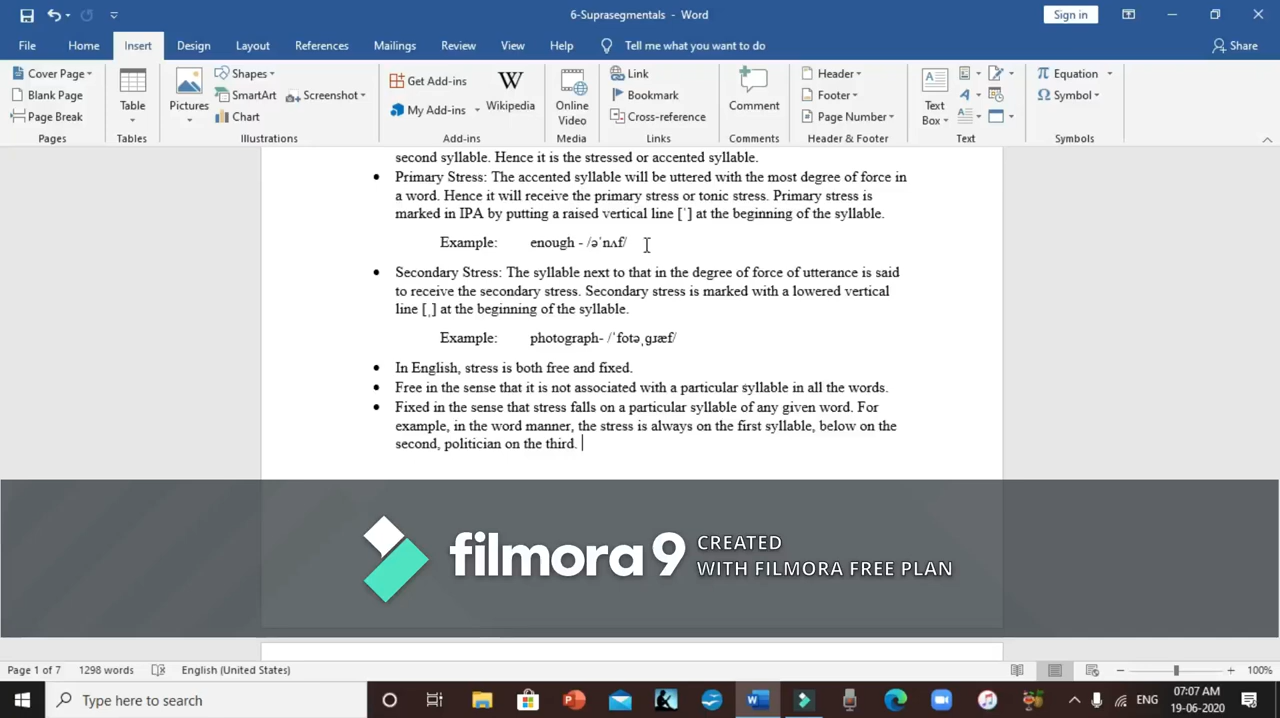 6-Suprasegmentals - Word
Sign in
File Home Insert Design Layout References Mailings Review View Help Tell me what you want to do Share
Cover Page
Blank Page
Page Break
Pages
Table
Tables
Pictures
Shapes
SmartArt
Chart
Screenshot
Illustrations
Get Add-ins
My Add-ins
W
Wikipedia
Add-ins
Online
Video
Media
Link
Bookmark
Cross-reference
Links
Comment
Comments
Header
Footer
Page Number
Header & Footer
Text
Box
Text
Equation
Symbol
Symbols
second syllable. Hence it is the stressed or accented syllable.
• Primary Stress: The accented syllable will be uttered with the most degree of force in
a word. Hence it will receive the primary stress or tonic stress. Primary stress is
marked in IPA by putting a raised vertical line [ˈ] at the beginning of the syllable.
Example: enough - /əˈnʌf/
• Secondary Stress: The syllable next to that in the degree of force of utterance is said
to receive the secondary stress. Secondary stress is marked with a lowered vertical
line [ˌ] at the beginning of the syllable.
Example: photograph- /ˈfotəˌɡɹæf/
• In English, stress is both free and fixed.
• Free in the sense that it is not associated with a particular syllable in all the words.
• Fixed in the sense that stress falls on a particular syllable of any given word. For
example, in the word manner, the stress is always on the first syllable, below on the
second, politician on the third.
filmora 9
CREATED
WITH FILMORA FREE PLAN
Page 1 of 7 1298 words English (United States) 100%
Type here to search
ENG
07:07 AM
19-06-2020